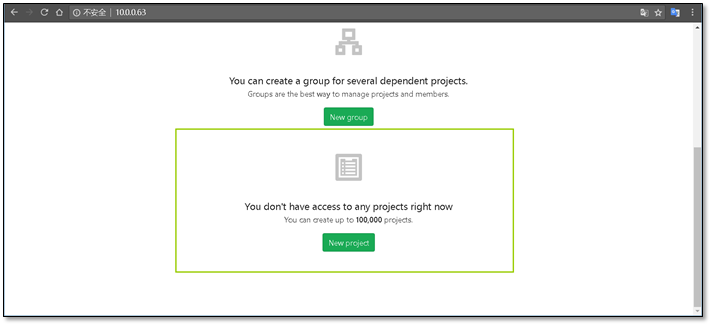 不安全 | 10.0.0.63
You can create a group for several dependent projects.
Groups are the best way to manage projects and members.
New group
You don't have access to any projects right now
You can create up to 100,000 projects.
New project